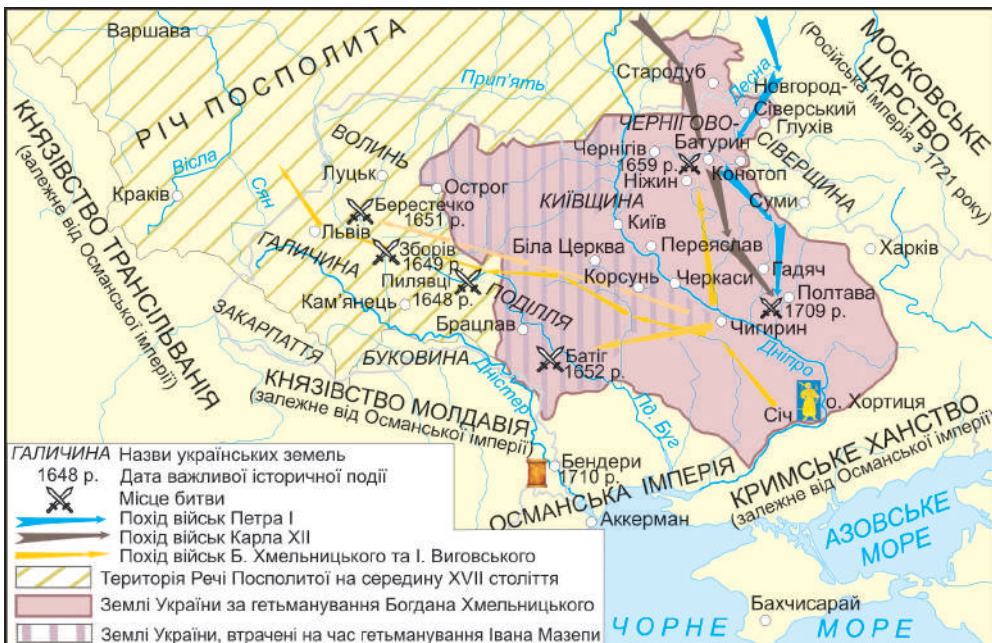 Варшава
РІЧ ПОСПОЛИТА
Прип'ять
Стародуб
Десна
Новгород-
Сіверський
МОСКОВСЬКЕ
ЦАРСТВО
(Російська імперія з 1721 року)
Глухів
ЧЕРНІГОВО-
СІВЕРЩИНА
Чернігів
1659 р.
Батурин
Конотоп
Ніжин
Суми
КНЯЗІВСТВО ТРАНСІЛЬВАНІЯ
(залежне від Османської імперії)
Вісла
Краків
Сян
ВОЛИНЬ
Луцьк
Острог
Берестечко
1651 р.
Львів
Зборів
1649 р.
ГАЛИЧИНА
Пилявці
1648 р.
КИЇВЩИНА
Київ
Біла Церква
Переяслав
Харків
Корсунь
Черкаси
Гадяч
Полтава
1709 р.
Кам'янець
ПОДІЛЛЯ
Чигирин
Брацлав
ЗАКАРПАТТЯ
БУКОВИНА
Батіг
1652 р.
Дніпро
Дністер
Пд. Буг
Січ
о. Хортиця
КНЯЗІВСТВО МОЛДАВІЯ
(залежне від Османської імперії)
Бендери
1710 р.
ОСМАНСЬКА ІМПЕРІЯ
КРИМСЬКЕ ХАНСТВО
(залежне від Османської імперії)
Аккерман
АЗОВСЬКЕ
МОРЕ
Бахчисарай
ЧОРНЕ МОРЕ
ГАЛИЧИНА Назви українських земель
1648 р. Дата важливої історичної події
Місце битви
Похід військ Петра І
Похід військ Карла ХІІ
Похід військ Б. Хмельницького та І. Виговського
Територія Речі Посполитої на середину XVII століття
Землі України за гетьманування Богдана Хмельницького
Землі України, втрачені на час гетьманування Івана Мазепи